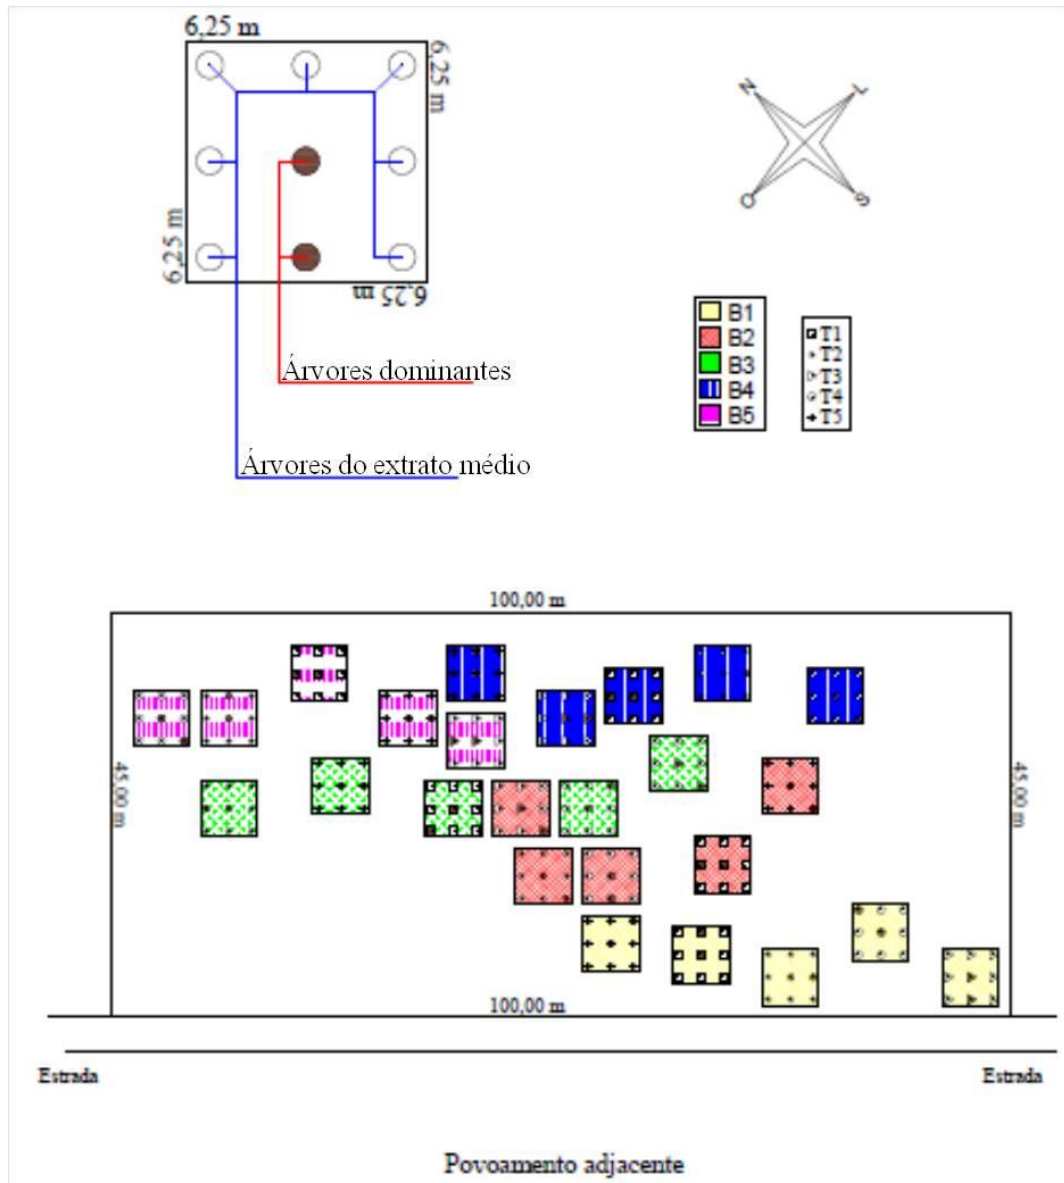 6,25 m
6,25 m
6,25 m
6,25 m
N
L
O
S
Árvores dominantes
Árvores do extrato médio
B1
B2
B3
B4
B5
T1
T2
T3
T4
T5
100,00 m
45,00 m
45,00 m
100,00 m
Estrada
Estrada
Povoamento adjacente